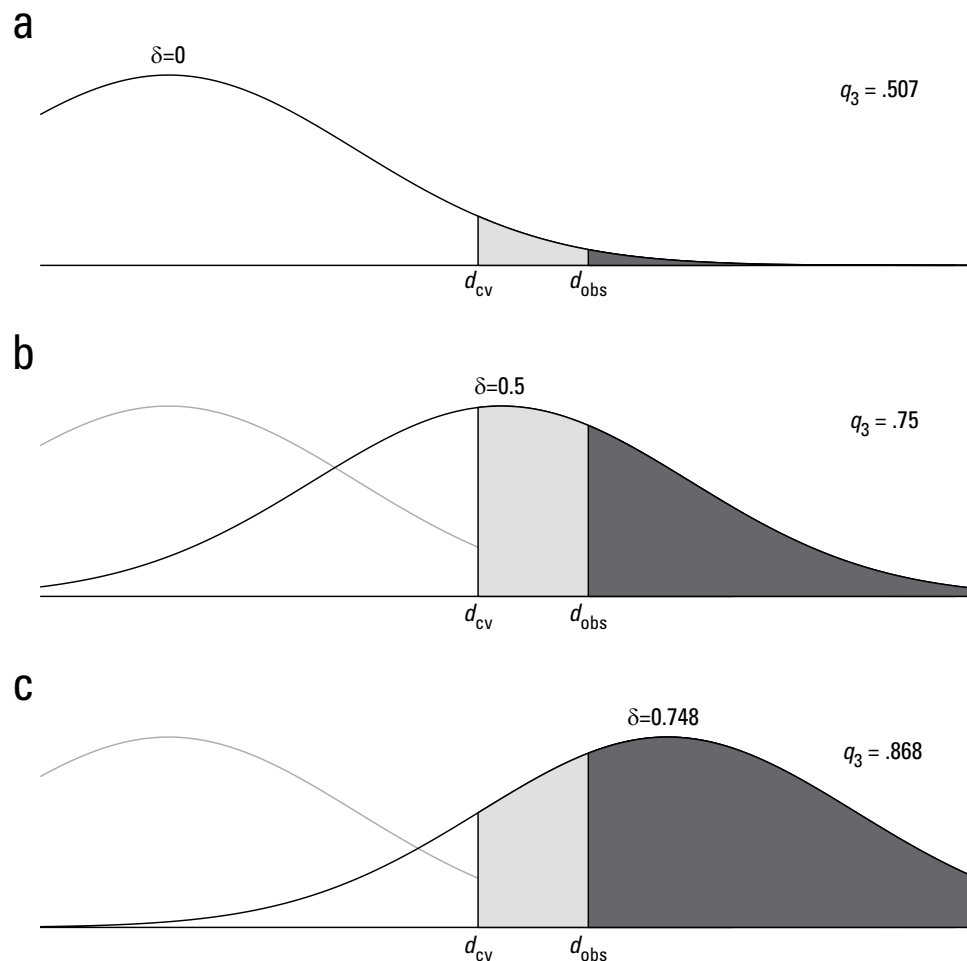 a
δ=0
q3 = .507
dcv dobs
b
δ=0.5
q3 = .75
dcv dobs
c
δ=0.748
q3 = .868
dcv dobs